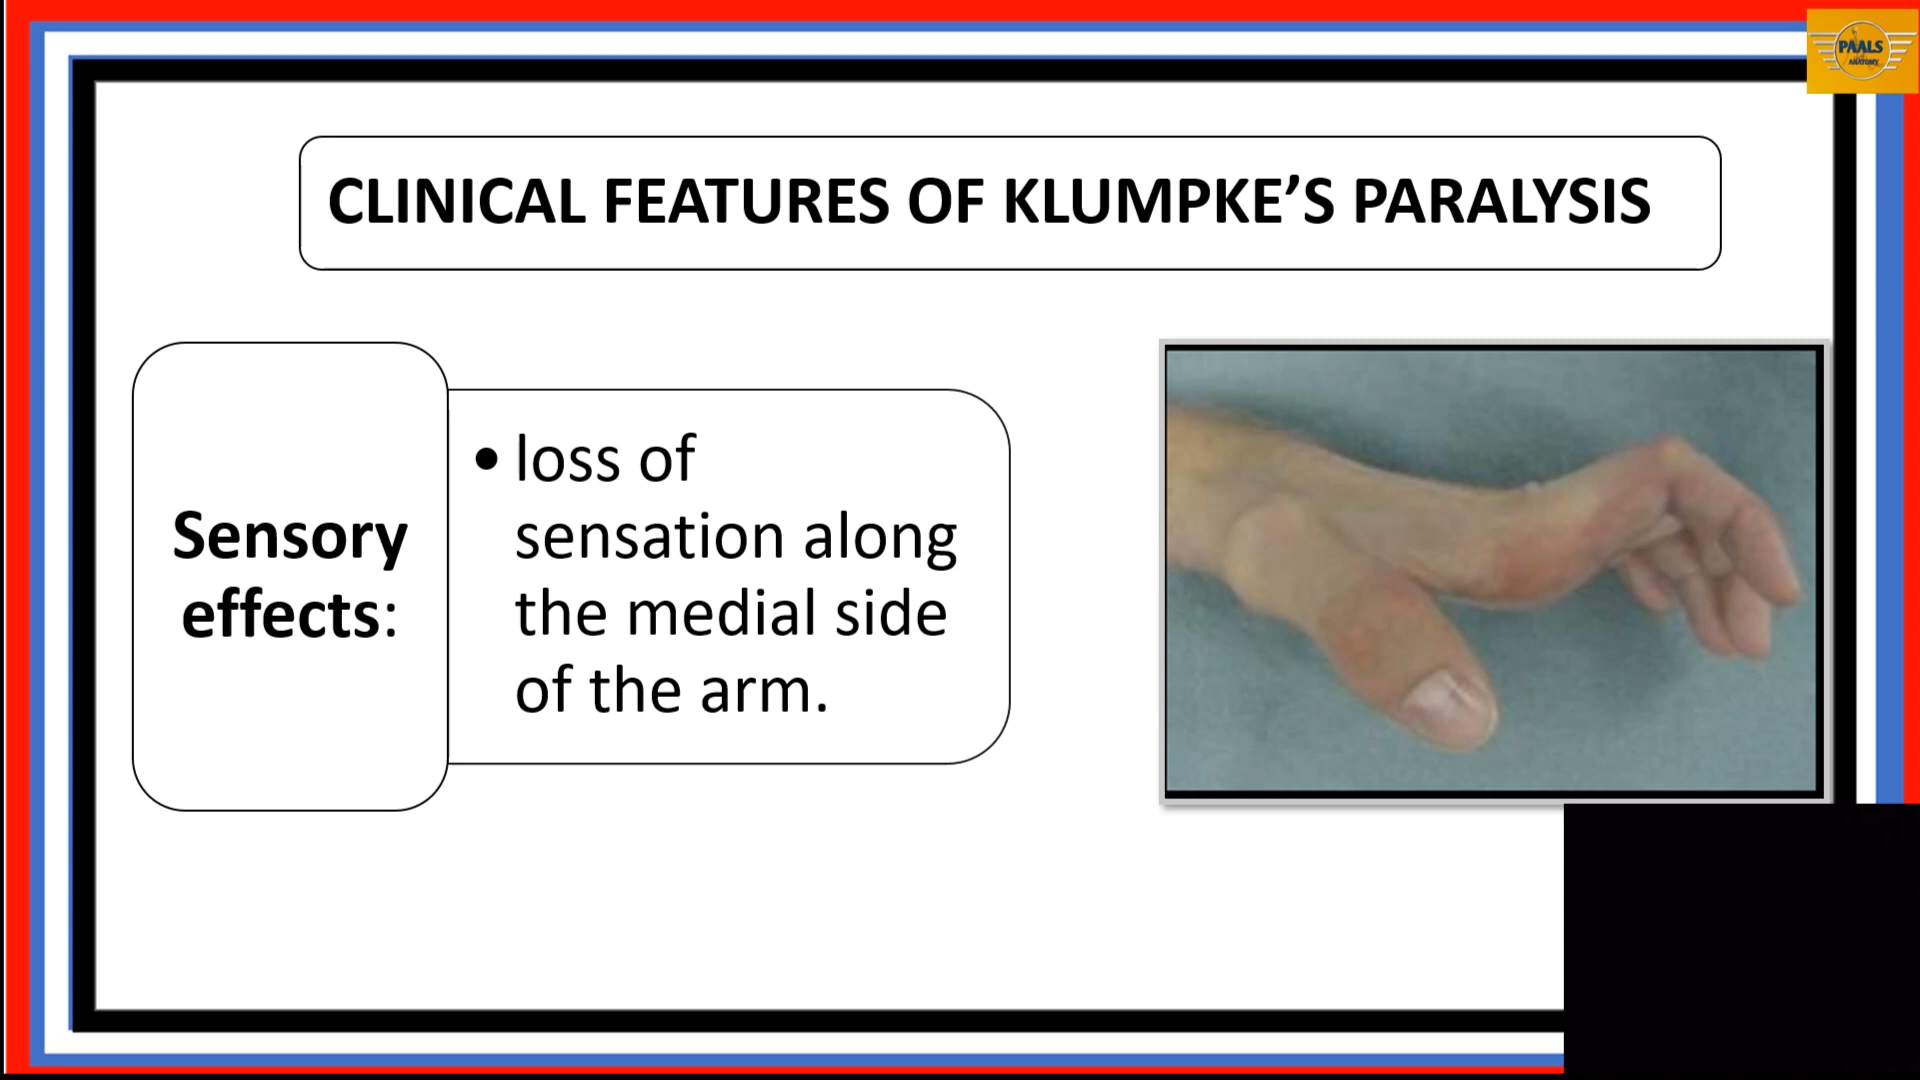 PAALS
ANATOMY
CLINICAL FEATURES OF KLUMPKE’S PARALYSIS
Sensory
effects:
• loss of
sensation along
the medial side
of the arm.